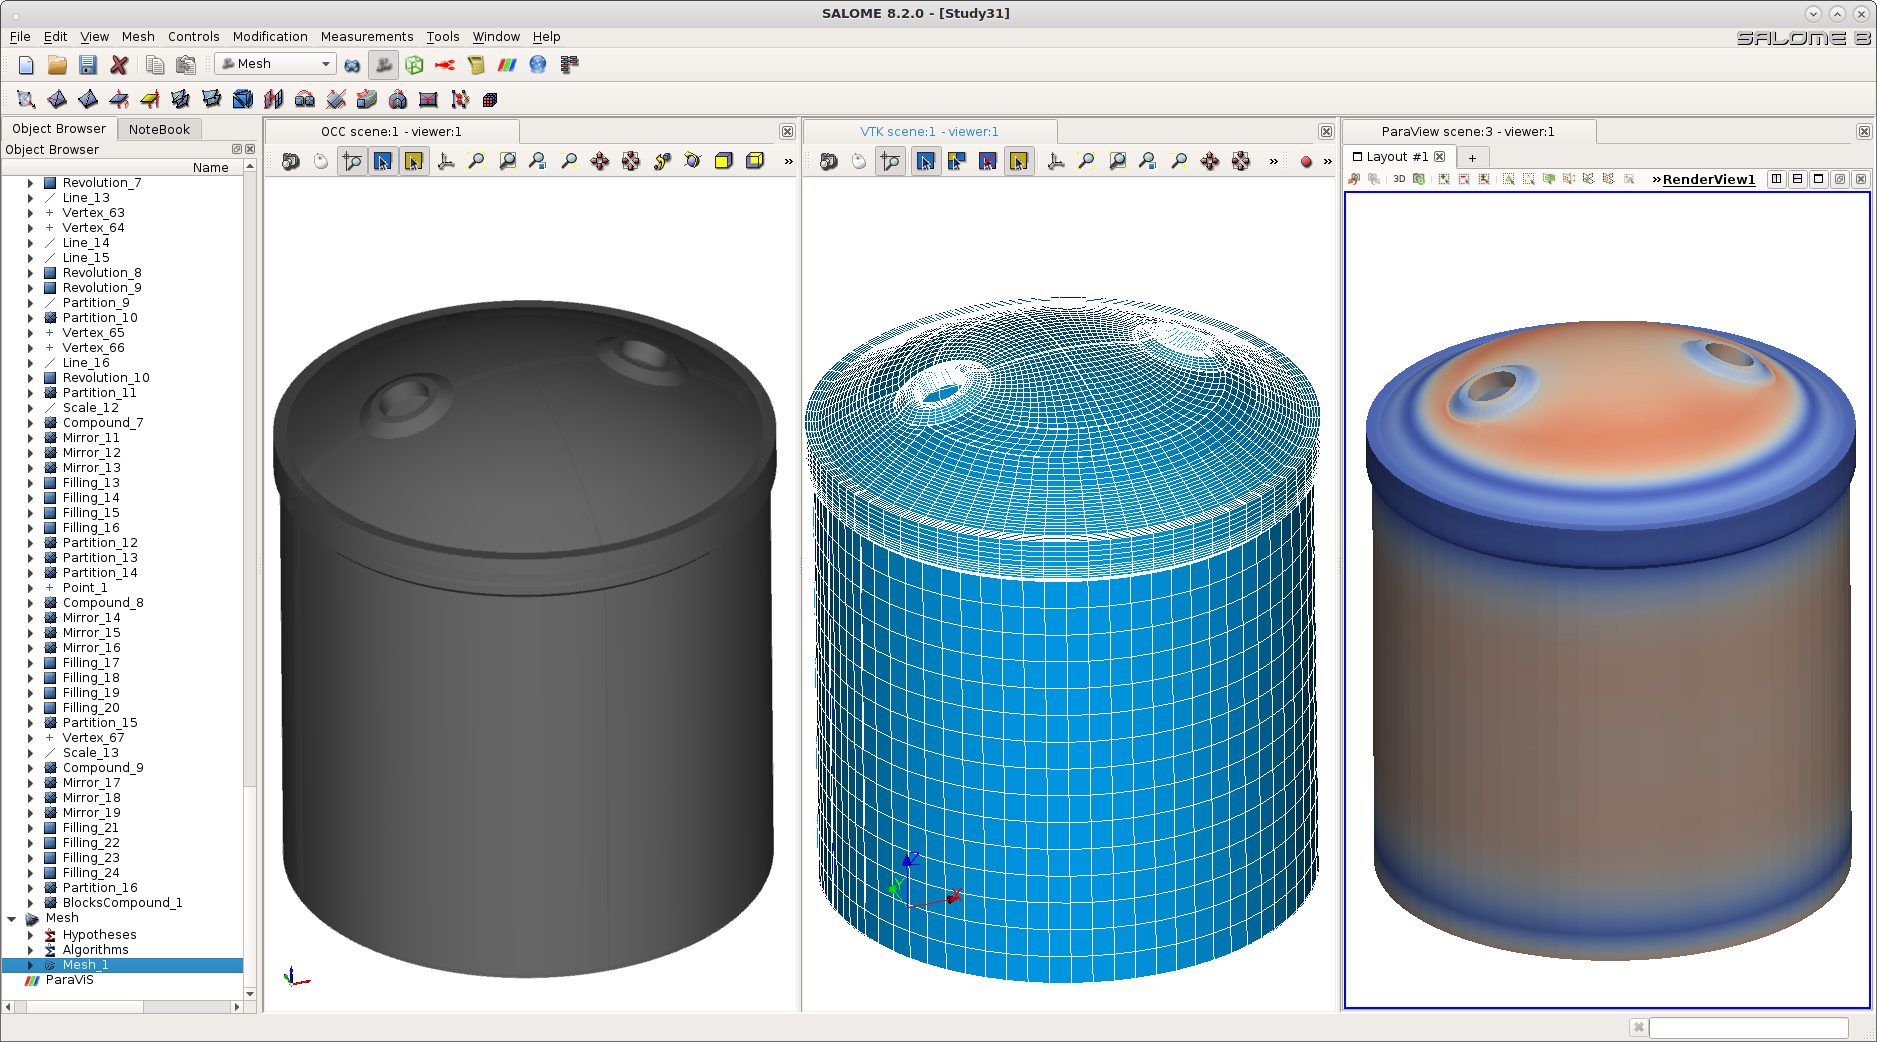 SALOME 8.2.0 - [Study31]
File Edit View Mesh Controls Modification Measurements Tools Window Help
SALOME 8
Mesh
Object Browser NoteBook
Object Browser
Name
Revolution_7
Line_13
Vertex_63
Vertex_64
Line_14
Line_15
Revolution_8
Revolution_9
Partition_9
Partition_10
Vertex_65
Vertex_66
Line_16
Revolution_10
Partition_11
Scale_12
Compound_7
Mirror_11
Mirror_12
Mirror_13
Filling_13
Filling_14
Filling_15
Filling_16
Partition_12
Partition_13
Partition_14
Point_1
Compound_8
Mirror_14
Mirror_15
Mirror_16
Filling_17
Filling_18
Filling_19
Filling_20
Partition_15
Vertex_67
Scale_13
Compound_9
Mirror_17
Mirror_18
Mirror_19
Filling_21
Filling_22
Filling_23
Filling_24
Partition_16
BlocksCompound_1
Mesh
Hypotheses
Algorithms
Mesh_1
ParaViS
OCC scene:1 - viewer:1
»
VTK scene:1 - viewer:1
» »
Z
Y
X
ParaView scene:3 - viewer:1
Layout #1 +
3D » RenderView1